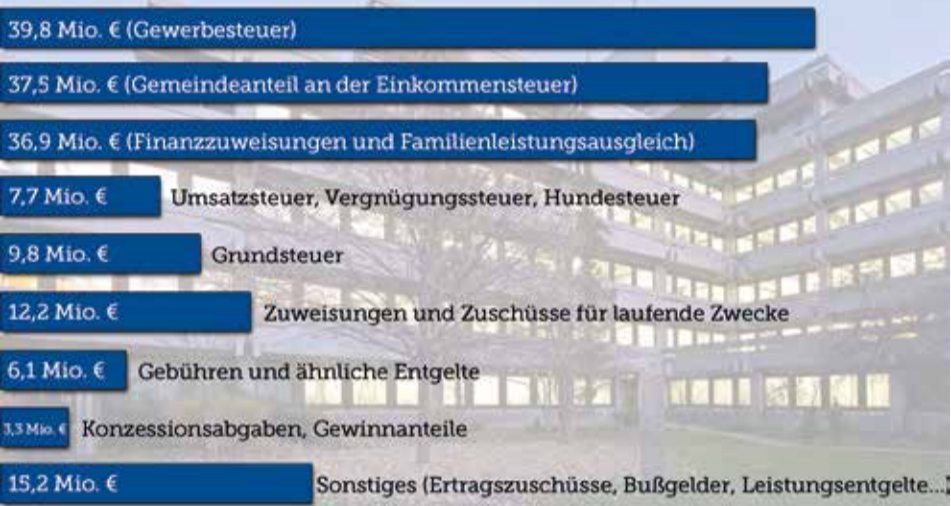 39,8 Mio. € (Gewerbesteuer)
37,5 Mio. € (Gemeindeanteil an der Einkommensteuer)
36,9 Mio. € (Finanzzuweisungen und Familienleistungsausgleich)
7,7 Mio. € Umsatzsteuer, Vergnügungssteuer, Hundesteuer
9,8 Mio. € Grundsteuer
12,2 Mio. € Zuweisungen und Zuschüsse für laufende Zwecke
6,1 Mio. € Gebühren und ähnliche Entgelte
3,3 Mio. € Konzessionsabgaben, Gewinnanteile
15,2 Mio. € Sonstiges (Ertragszuschüsse, Bußgelder, Leistungsentgelte...)